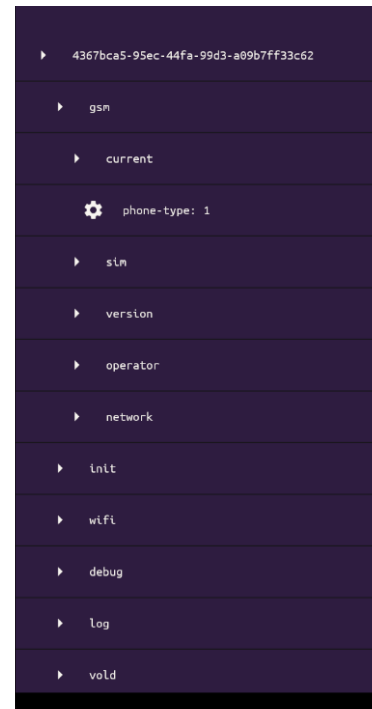 4367bca5-95ec-44fa-99d3-a09b7ff33c62
gsm
current
phone-type: 1
sim
version
operator
network
init
wifi
debug
log
vold